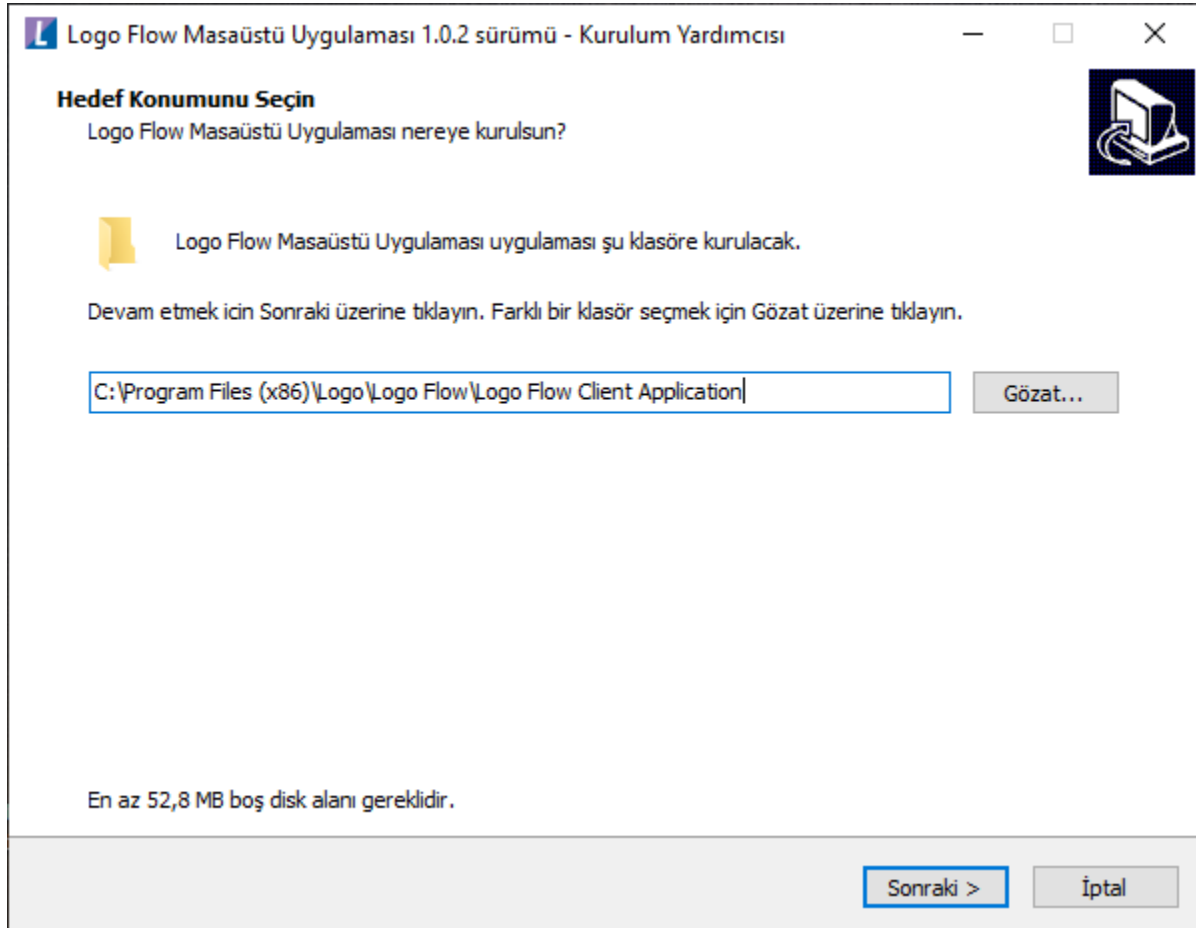 Logo Flow Masaüstü Uygulaması 1.0.2 sürümü - Kurulum Yardımcısı
Hedef Konumunu Seçin
Logo Flow Masaüstü Uygulaması nereye kurulsun?
Logo Flow Masaüstü Uygulaması uygulaması şu klasöre kurulacak.
Devam etmek icin Sonraki üzerine tıklayın. Farklı bir klasör seçmek için Gözat üzerine tıklayın.
C:\Program Files (x86)\Logo\Logo Flow\Logo Flow Client Application
Gözat...
En az 52,8 MB boş disk alanı gereklidir.
Sonraki >
İptal